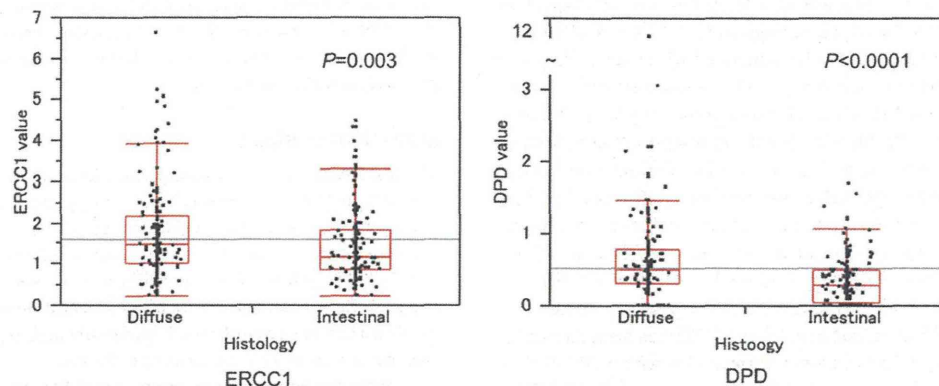 7
6
5
4
3
2
1
0
ERCC1 value
P=0.003
Diffuse Intestinal
Histology
ERCC1
12
~
3
2
1
0
DPD value
P<0.0001
Diffuse Intestinal
Histoogy
DPD